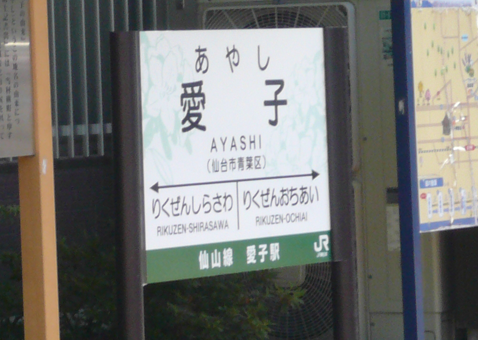 あやし
愛子
AYASHI
(仙台市青葉区)
りくぜんしらさわ りくぜんおちあい
RIKUZEN-SHIRASAWA RIKUZEN-OCHIAI
仙山線 愛子駅 JR